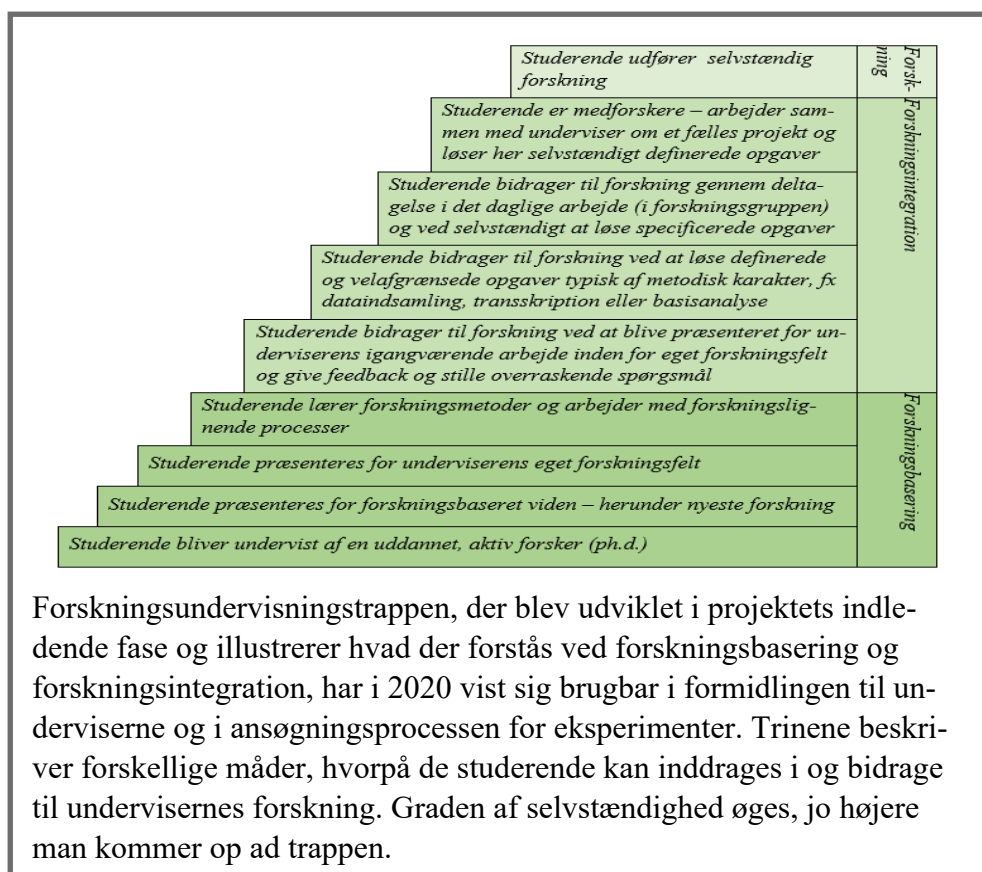 Studerende udfører selvstændig
forskning
Forsk-
ning
Studerende er medforskere – arbejder sam-
men med underviser om et fælles projekt og
løser her selvstændigt definerede opgaver
Studerende bidrager til forskning gennem delta-
gelse i det daglige arbejde (i forskningsgruppen)
og ved selvstændigt at løse specificerede opgaver
Studerende bidrager til forskning ved at løse definerede
og velafgrænsede opgaver typisk af metodisk karakter, fx
dataindsamling, transskription eller basisanalyse
Studerende bidrager til forskning ved at blive præsenteret for un-
derviserens igangværende arbejde inden for eget forskningsfelt
og give feedback og stille overraskende spørgsmål
Forskningsintegration
Studerende lærer forskningsmetoder og arbejder med forskningslig-
nende processer
Studerende præsenteres for underviserens eget forskningsfelt
Studerende præsenteres for forskningsbaseret viden – herunder nyeste forskning
Studerende bliver undervist af en uddannet, aktiv forsker (ph.d.)
Forskningsbasering
Forskningsundervisningstrappen, der blev udviklet i projektets indle-
dende fase og illustrerer hvad der forstås ved forskningsbasering og
forskningsintegration, har i 2020 vist sig brugbar i formidlingen til un-
derviserne og i ansøgningsprocessen for eksperimenter. Trinene beskri-
ver forskellige måder, hvorpå de studerende kan inddrages i og bidrage
til undervisernes forskning. Graden af selvstændighed øges, jo højere
man kommer op ad trappen.